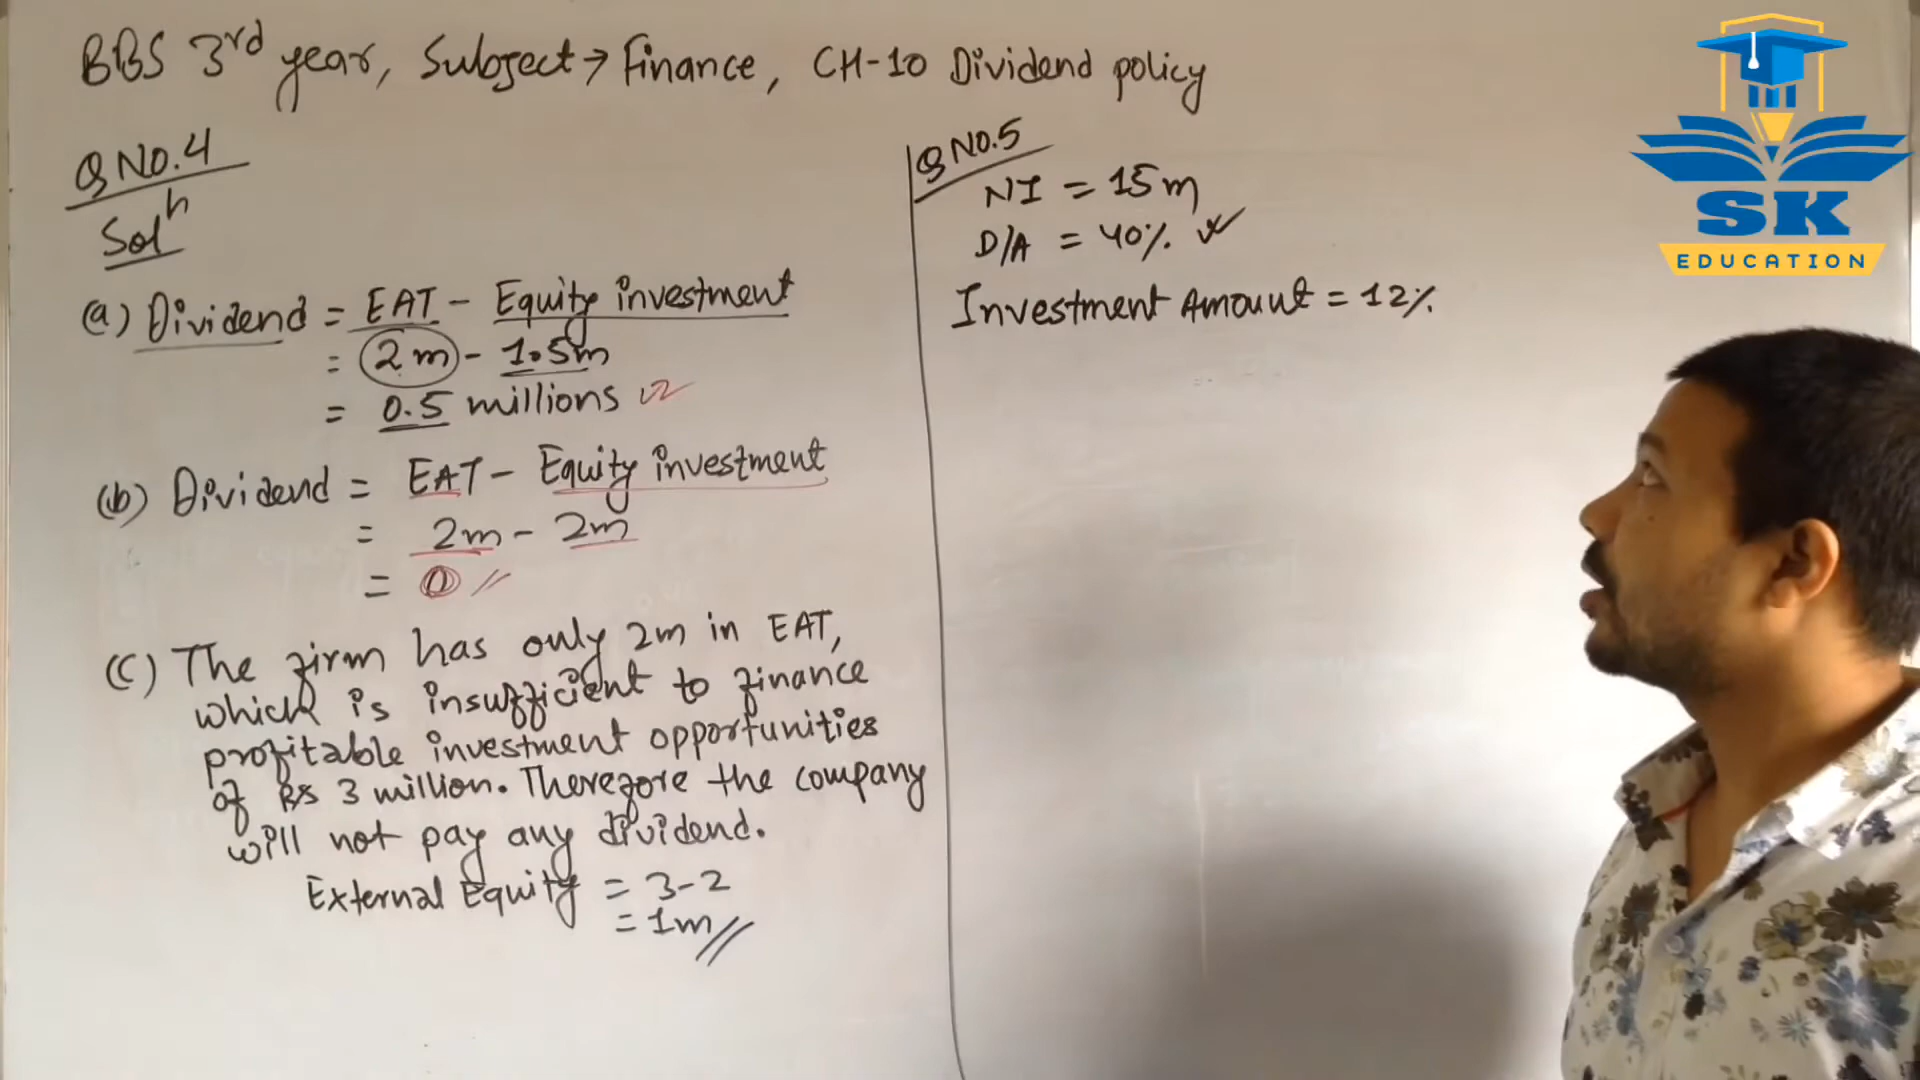 BBS 3rd year, Subject → Finance, CH-10 Dividend policy
Q NO.4
Solⁿ
(a) Dividend = EAT - Equity investment
= 2m - 1.5m
= 0.5 millions
(b) Dividend = EAT - Equity investment
= 2m - 2m
= 0
(C) The firm has only 2m in EAT,
which is insufficient to finance
profitable investment opportunities
of Rs 3 million. Therefore the company
will not pay any dividend.
External Equity = 3-2
= 1m
Q NO.5
NI = 15m
D/A = 40%
Investment Amount = 12%
SK
EDUCATION